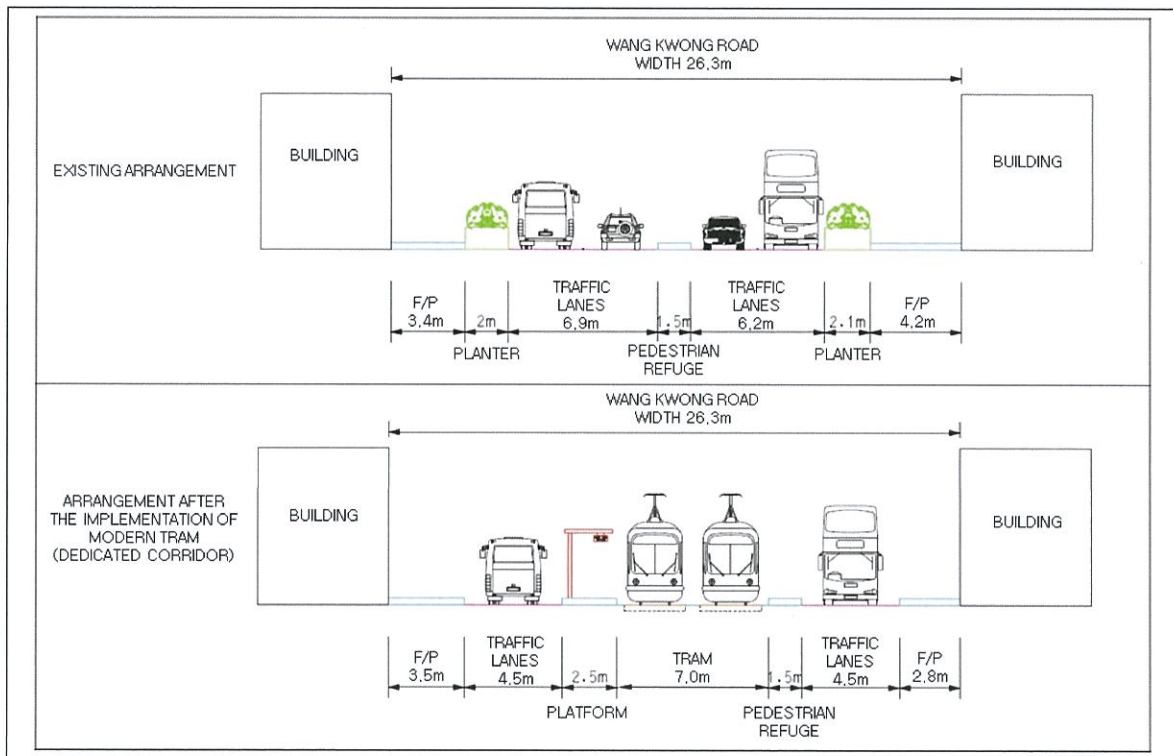 WANG KWONG ROAD
WIDTH 26.3m
BUILDING
BUILDING
EXISTING ARRANGEMENT
F/P
3.4m
2m
PLANTER
TRAFFIC
LANES
6.9m
1.5m
PEDESTRIAN
REFUGE
TRAFFIC
LANES
6.2m
2.1m
PLANTER
F/P
4.2m
WANG KWONG ROAD
WIDTH 26.3m
BUILDING
BUILDING
ARRANGEMENT AFTER
THE IMPLEMENTATION OF
MODERN TRAM
(DEDICATED CORRIDOR)
F/P
3.5m
TRAFFIC
LANES
4.5m
2.5m
PLATFORM
TRAM
7.0m
1.5m
PEDESTRIAN
REFUGE
TRAFFIC
LANES
4.5m
F/P
2.8m